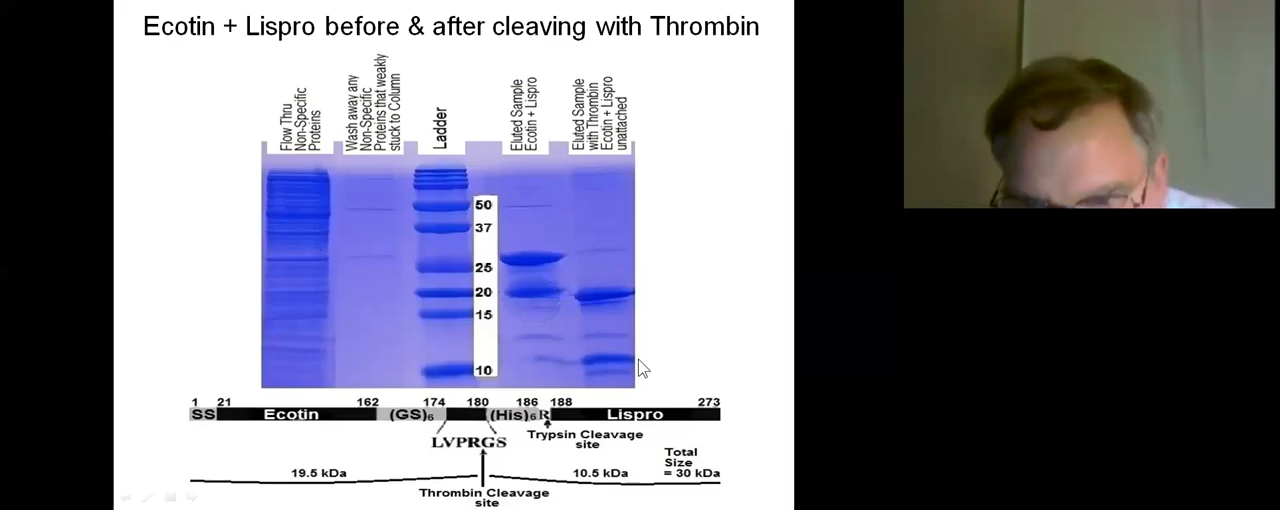 Ecotin + Lispro before & after cleaving with Thrombin
Flow Thru
Non-Specific
Proteins
Wash away any
Non-Specific
Proteins that weakly
stuck to Column
Ladder
Eluted Sample
Ecotin + Lispro
Eluted Sample
with Thrombin
Ecotin + Lispro
unattached
50
37
25
20
15
10
1 21 162 174 180 186 188 273
SS Ecotin (GS)6 (His)6R Lispro
LVPRGS
Trypsin Cleavage
site
Total
Size
= 30 kDa
19.5 kDa
10.5 kDa
Thrombin Cleavage
site